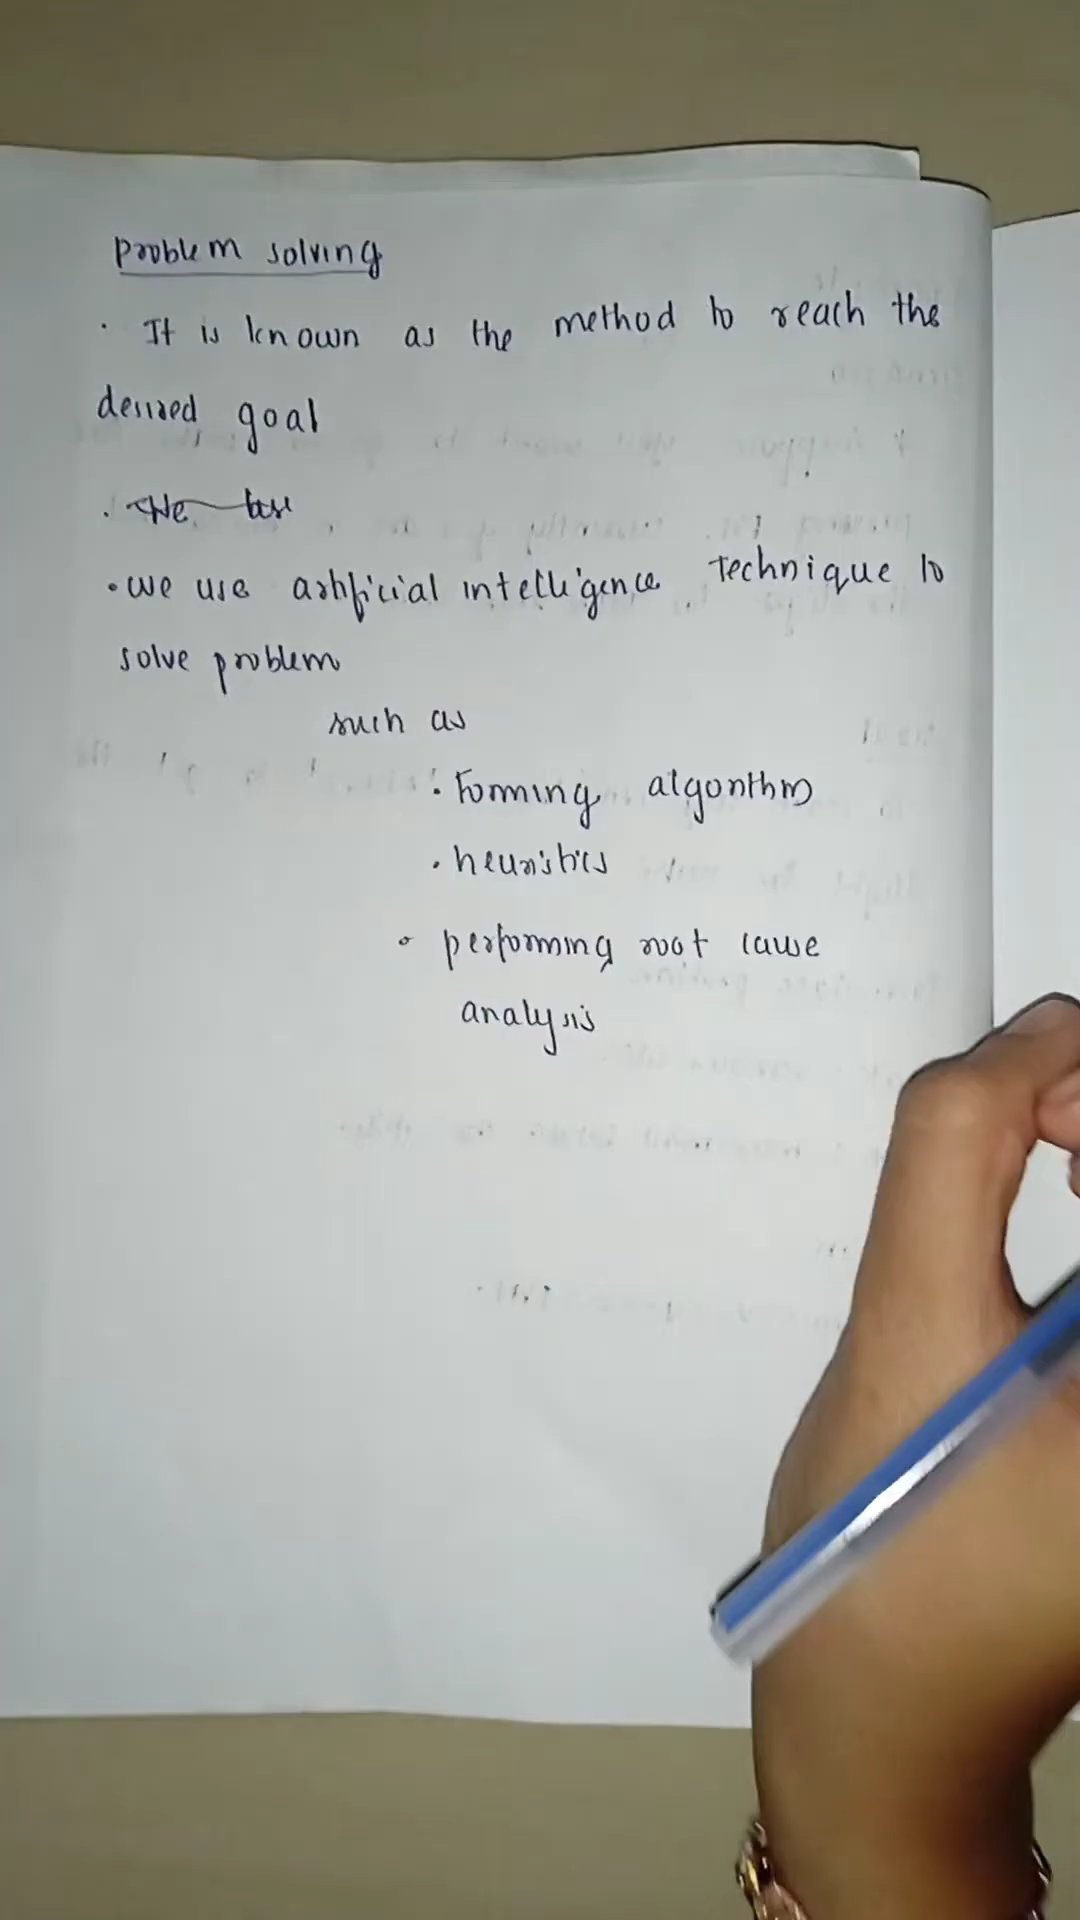 Problem solving
· It is known as the method to reach the
desired goal
· We use artificial intelligence technique to
solve problem
such as
· Forming algorithm
· heuristics
· performing root cause
analysis